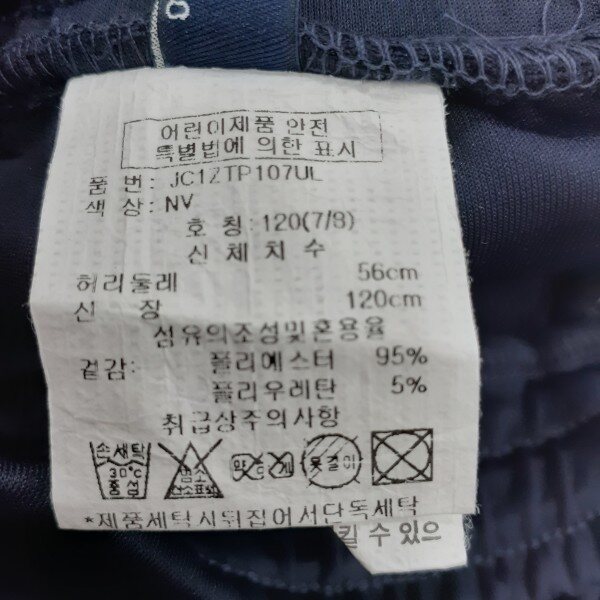 O
어린이제품 안전
특별법에 의한 표시
품 번: JC1ZTP107UL
색 상: NV
호 칭:120(7/8)
신 체 치 수
허리둘레 56cm
신 장 120cm
섬유의조성및혼용율
겉감: 폴리에스터 95%
폴리우레탄 5%
취급상주의사항
손세탁 30°C 중성
염소 산소표백
옷걸이
*제품세탁시뒤집어서단독세탁
킬 수 있으